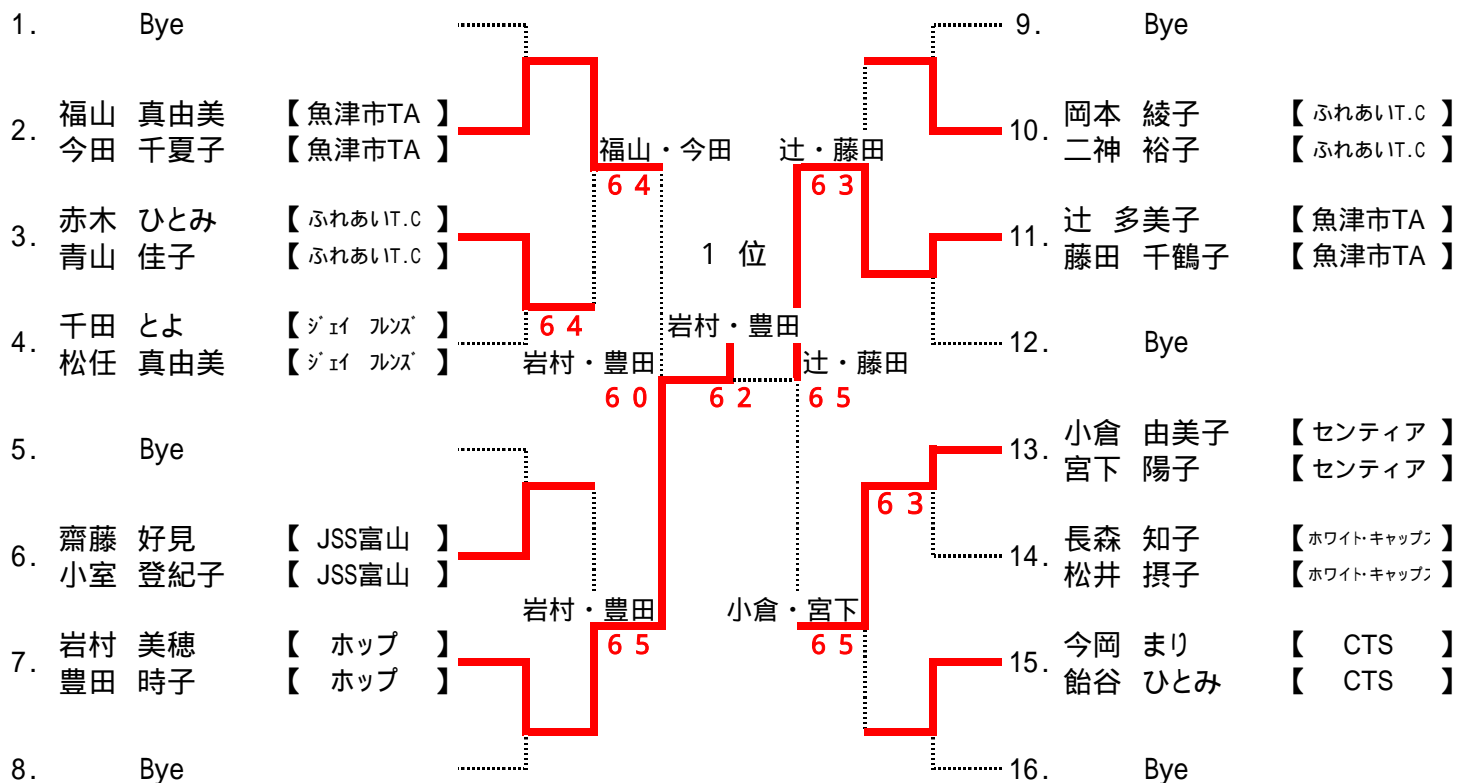 1. Bye
2. 福山 真由美 【 魚津市TA 】
今田 千夏子 【 魚津市TA 】
3. 赤木 ひとみ 【 ふれあいT.C 】
青山 佳子 【 ふれあいT.C 】
4. 千田 とよ 【 ｼﾞｪｲ ﾌﾚﾝｽﾞ 】
松任 真由美 【 ｼﾞｪｲ ﾌﾚﾝｽﾞ 】
5. Bye
6. 齋藤 好見 【 JSS富山 】
小室 登紀子 【 JSS富山 】
7. 岩村 美穂 【 ホップ 】
豊田 時子 【 ホップ 】
8. Bye
福山・今田
6 4
6 4
岩村・豊田
6 0
岩村・豊田
6 5
1 位
岩村・豊田
6 2
辻・藤田
6 3
辻・藤田
6 5
6 3
小倉・宮下
6 5
9. Bye
10. 岡本 綾子 【 ふれあいT.C 】
二神 裕子 【 ふれあいT.C 】
11. 辻 多美子 【 魚津市TA 】
藤田 千鶴子 【 魚津市TA 】
12. Bye
13. 小倉 由美子 【 センティア 】
宮下 陽子 【 センティア 】
14. 長森 知子 【 ホワイト・キャップス 】
松井 摂子 【 ホワイト・キャップス 】
15. 今岡 まり 【 CTS 】
飴谷 ひとみ 【 CTS 】
16. Bye